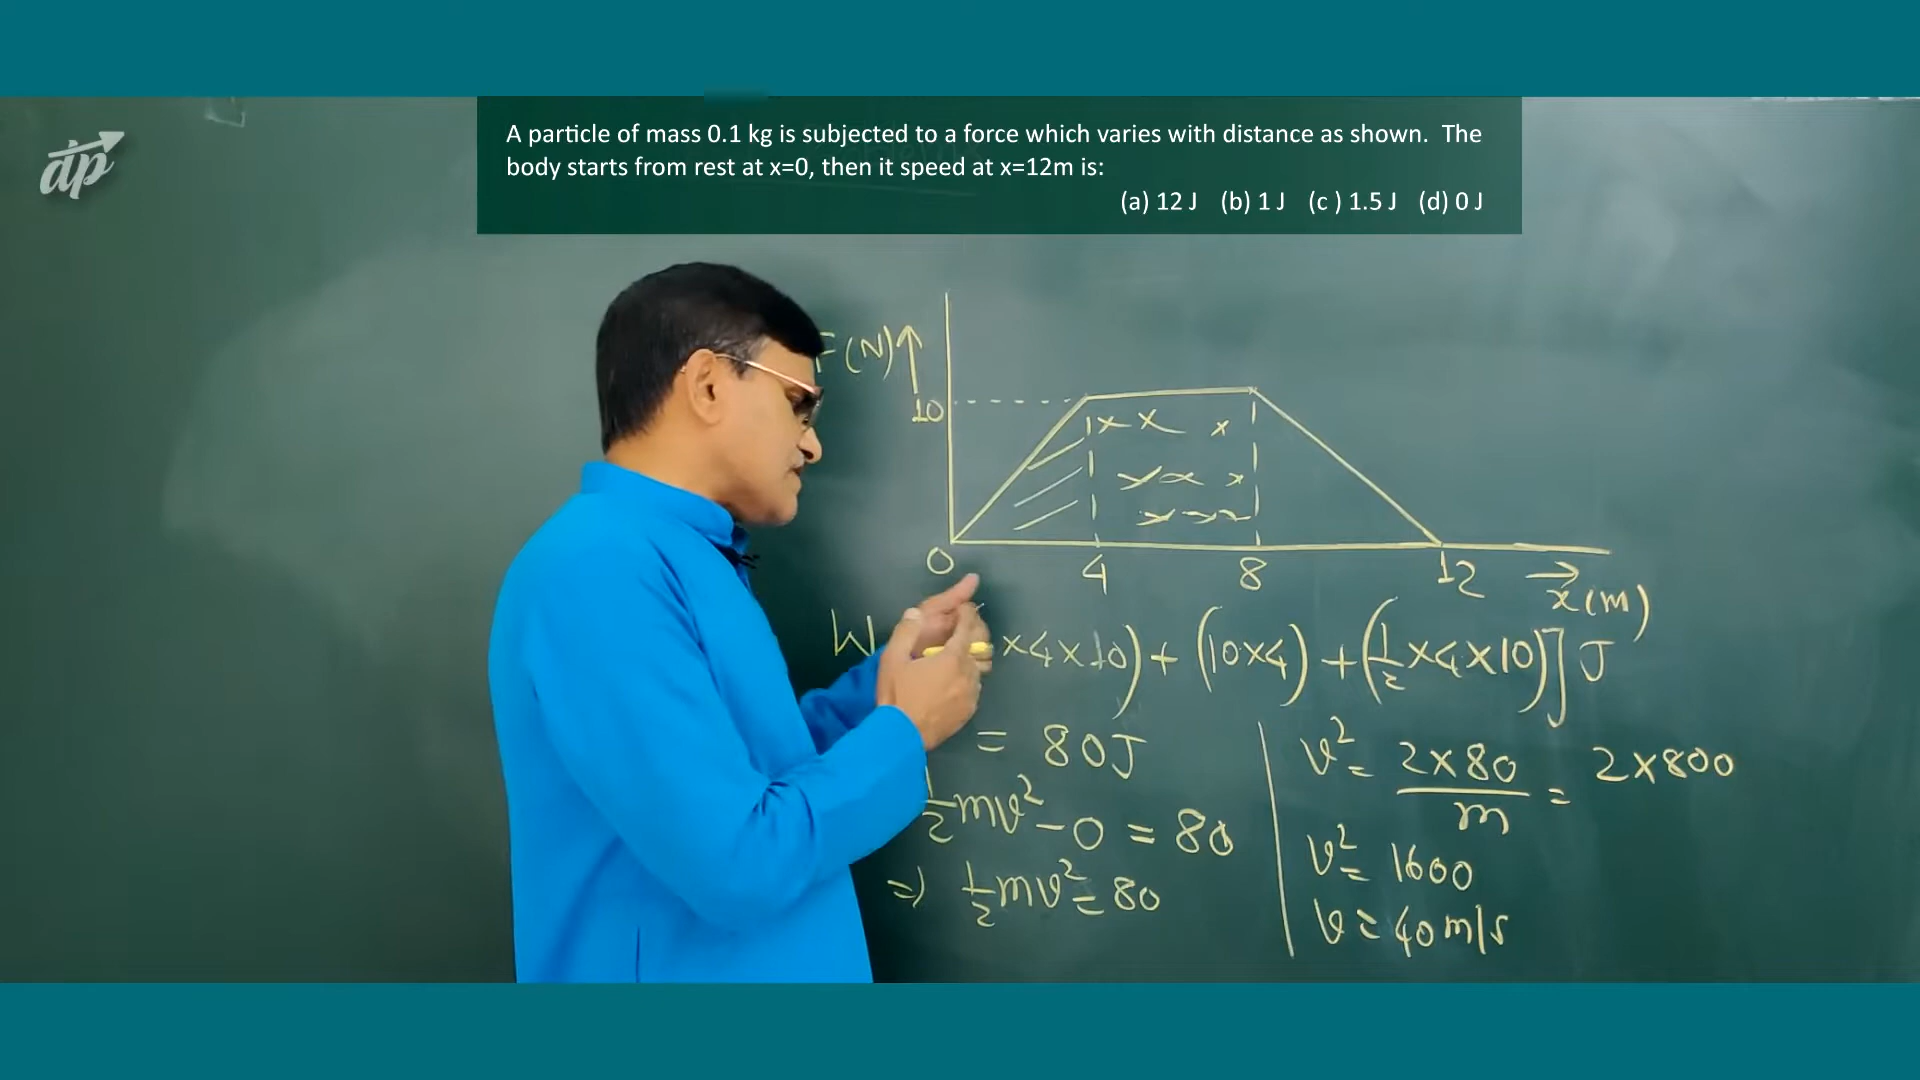 dp
A particle of mass 0.1 kg is subjected to a force which varies with distance as shown. The
body starts from rest at x=0, then it speed at x=12m is:
(a) 12 J (b) 1 J (c ) 1.5 J (d) 0 J
F(N)↑
10
0 4 8 12 → x(m)
W ×4×10) + (10×4) + (1/2×4×10)] J
= 80J
1/2mv² - 0 = 80
⇒ 1/2mv² = 80
v² = 2×80/m = 2×800
v² = 1600
v = 40 m/s